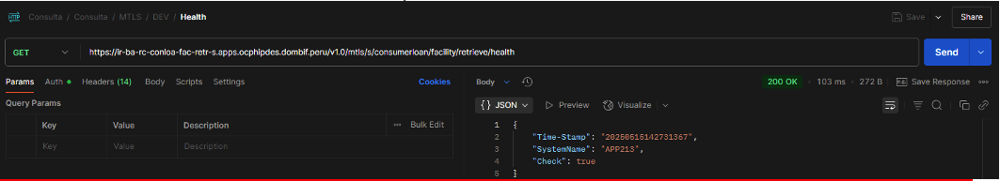 HTTP Consulta / Consulta / MTLS / DEV / Health
Save Share
GET https://ir-ba-rc-conloa-fac-retr-s.apps.ocphipdes.dombif.peru/v1.0/mtls/s/consumerloan/facility/retrieve/health Send
Params Auth Headers (14) Body Scripts Settings Cookies
Query Params
Key Value Description Bulk Edit
Key Value Description
Body 200 OK 103 ms 272 B Save Response
{} JSON Preview Visualize
1 {
2 "Time-Stamp": "20250515142731367",
3 "SystemName": "APP213",
4 "Check": true
5 }